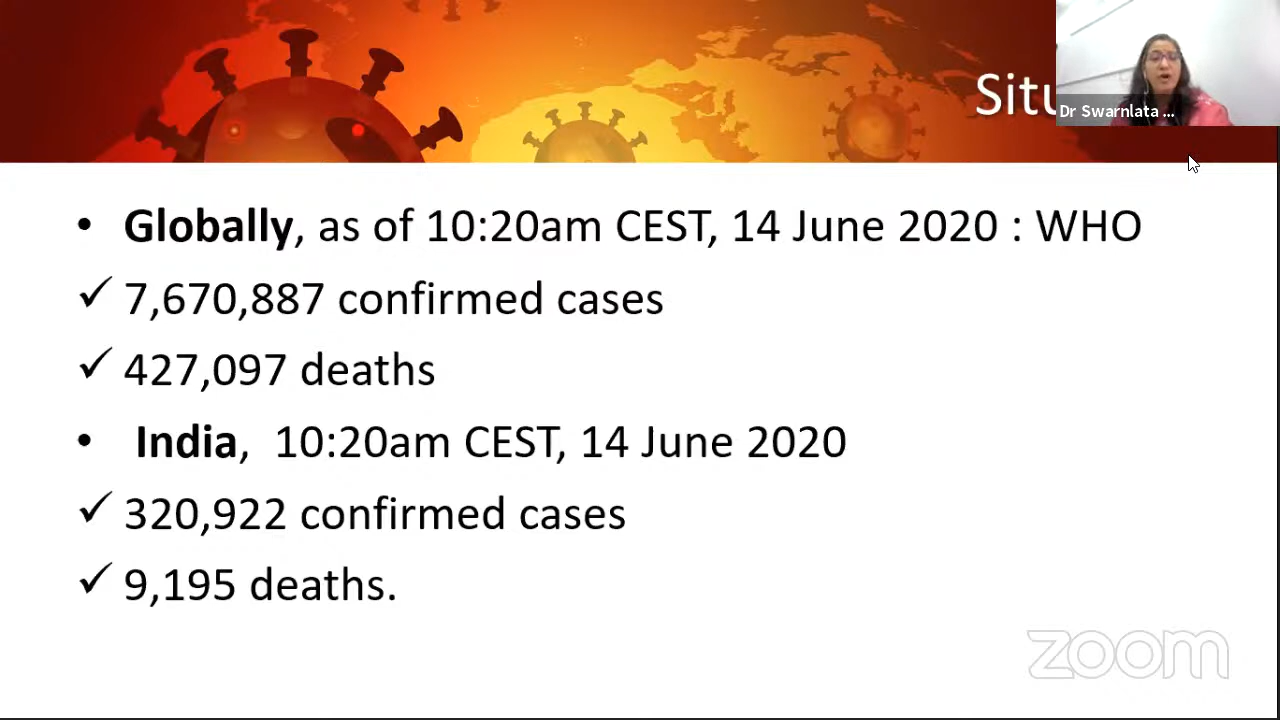 Situ
Dr Swarnlata ...
• Globally, as of 10:20am CEST, 14 June 2020 : WHO
✓ 7,670,887 confirmed cases
✓ 427,097 deaths
• India, 10:20am CEST, 14 June 2020
✓ 320,922 confirmed cases
✓ 9,195 deaths.
zoom